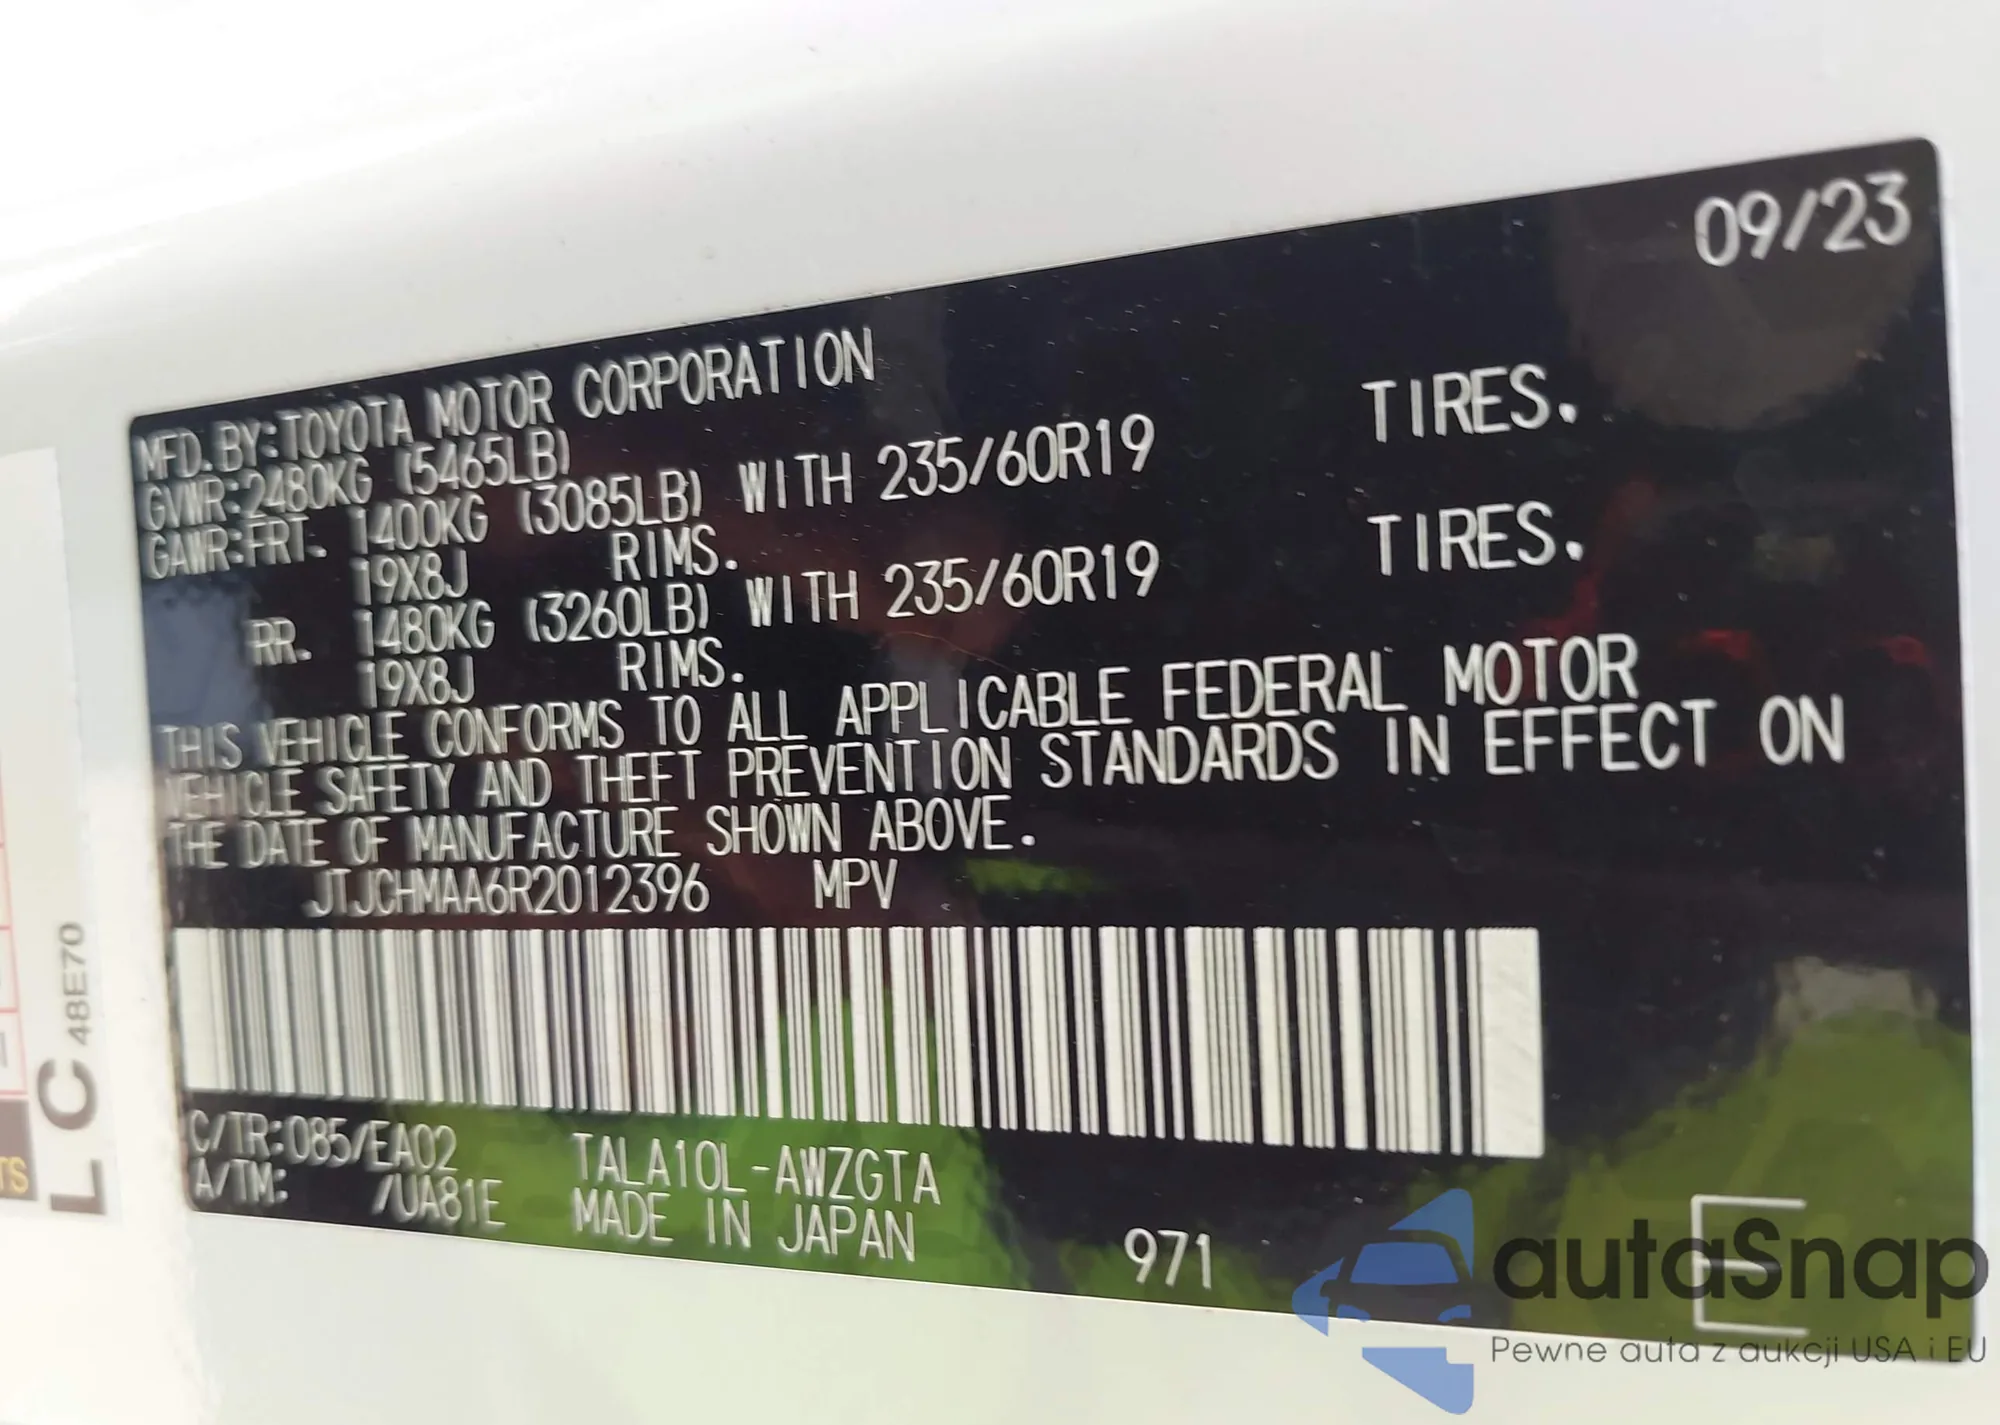 09/23
MFD.BY:TOYOTA MOTOR CORPORATION
GVWR:2480KG (5465LB)
GAWR:FRT. 1400KG (3085LB) WITH 235/60R19 TIRES.
19X8J RIMS.
RR. 1480KG (3260LB) WITH 235/60R19 TIRES.
19X8J RIMS.
THIS VEHICLE CONFORMS TO ALL APPLICABLE FEDERAL MOTOR
VEHICLE SAFETY AND THEFT PREVENTION STANDARDS IN EFFECT ON
THE DATE OF MANUFACTURE SHOWN ABOVE.
JTJCHMAA6R2012396 MPV
C/TR:085/EA02 TALA10L-AWZGTA
A/TM: /UA81E MADE IN JAPAN
971
E
LC
48E70
TS
autaSnap
Pewne auta z aukcji USA i EU